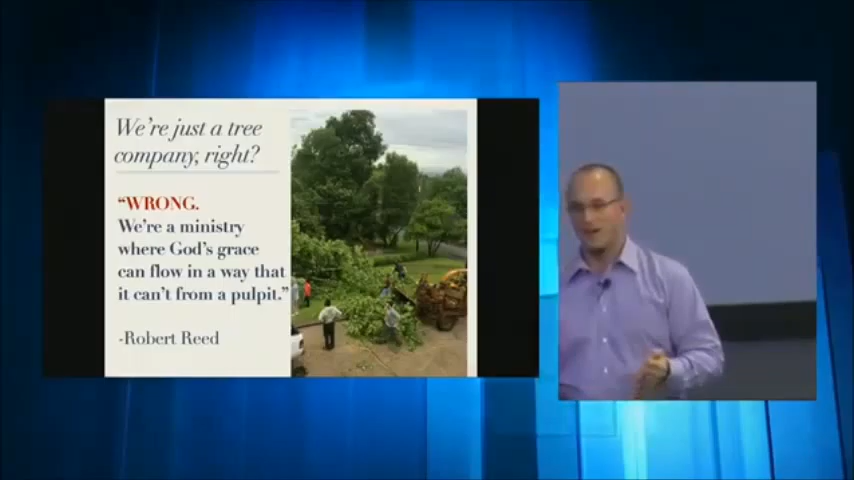 We're just a tree
company, right?
“WRONG.
We're a ministry
where God's grace
can flow in a way that
it can't from a pulpit.”
-Robert Reed